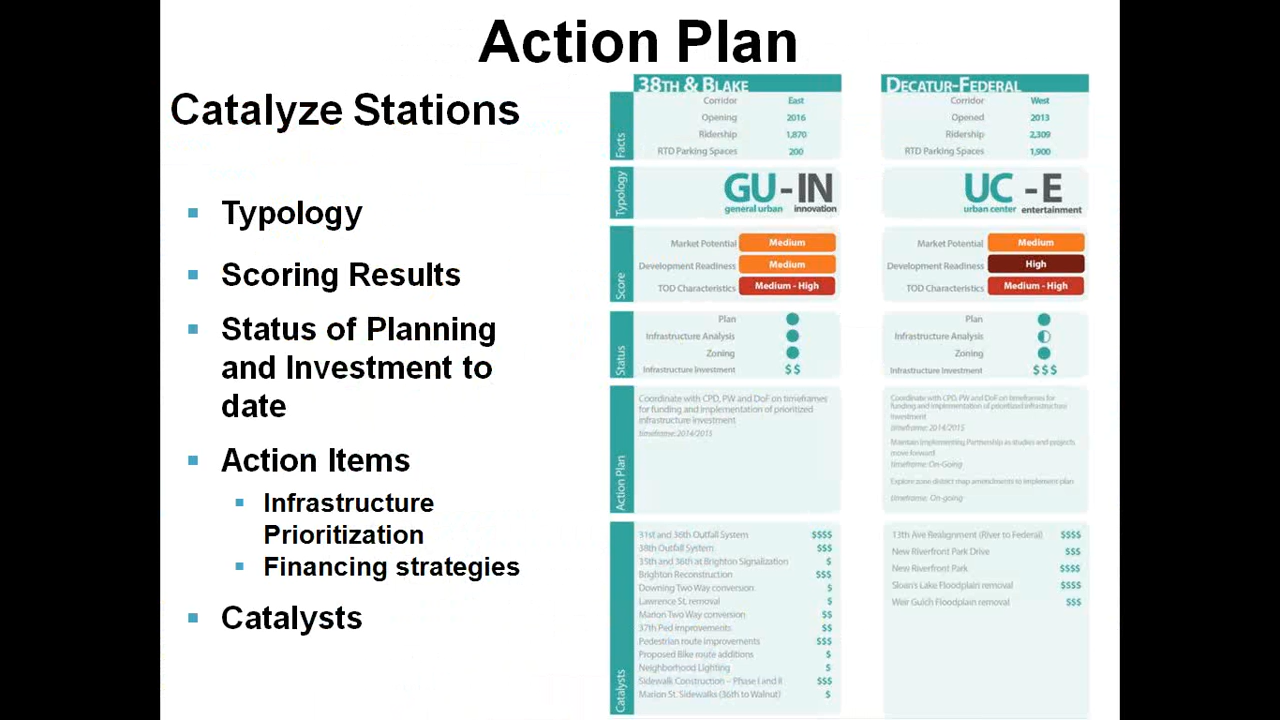 Action Plan
Catalyze Stations
Typology
Scoring Results
Status of Planning
and Investment to
date
Action Items
Infrastructure
Prioritization
Financing strategies
Catalysts
38TH & BLAKE
Facts
Corridor East
Opening 2016
Ridership 1,870
RTD Parking Spaces 200
Typology
GU - IN
general urban innovation
Score
Market Potential Medium
Development Readiness Medium
TOD Characteristics Medium - High
Status
Plan
Infrastructure Analysis
Zoning
Infrastructure Investment $$
Action Plan
Coordinate with CPD, PW and DoF on timeframes
for funding and implementation of prioritized
infrastructure investment
timeframe: 2014/2015
Catalysts
31st and 36th Outfall System $$$$
38th Outfall System $$$
35th and 36th at Brighton Signalization $
Brighton Reconstruction $$$
Downing Two Way conversion $
Lawrence St. removal $
Marion Two Way conversion $$
37th Ped improvements $$
Pedestrian route improvements $$$
Proposed Bike route additions $
Neighborhood Lighting $
Sidewalk Construction – Phase I and II $$$
Marion St. Sidewalks (36th to Walnut) $
DECATUR-FEDERAL
Corridor West
Opened 2013
Ridership 2,309
RTD Parking Spaces 1,900
UC - E
urban center entertainment
Market Potential Medium
Development Readiness High
TOD Characteristics Medium - High
Plan
Infrastructure Analysis
Zoning
Infrastructure Investment $$$
Coordinate with CPD, PW and DoF on timeframes for
funding and implementation of prioritized infrastructure
investment
timeframe: 2014/2015
Maintain Implementing Partnership as studies and projects
move forward
timeframe: On-Going
Explore zone district map amendments to implement plan
timeframe: On-going
13th Ave Realignment (River to Federal) $$$$
New Riverfront Park Drive $$$
New Riverfront Park $$$$
Sloan's Lake Floodplain removal $$$$
Weir Gulch Floodplain removal $$$